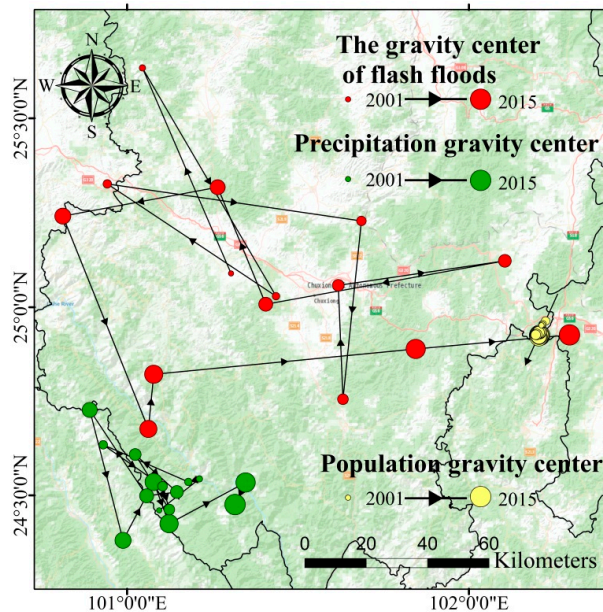 N
W E
S
The gravity center
of flash floods
2001 2015
Precipitation gravity center
2001 2015
Population gravity center
2001 2015
0 20 40 60
Kilometers
25°30'0"N
25°0'0"N
24°30'0"N
101°0'0"E 102°0'0"E